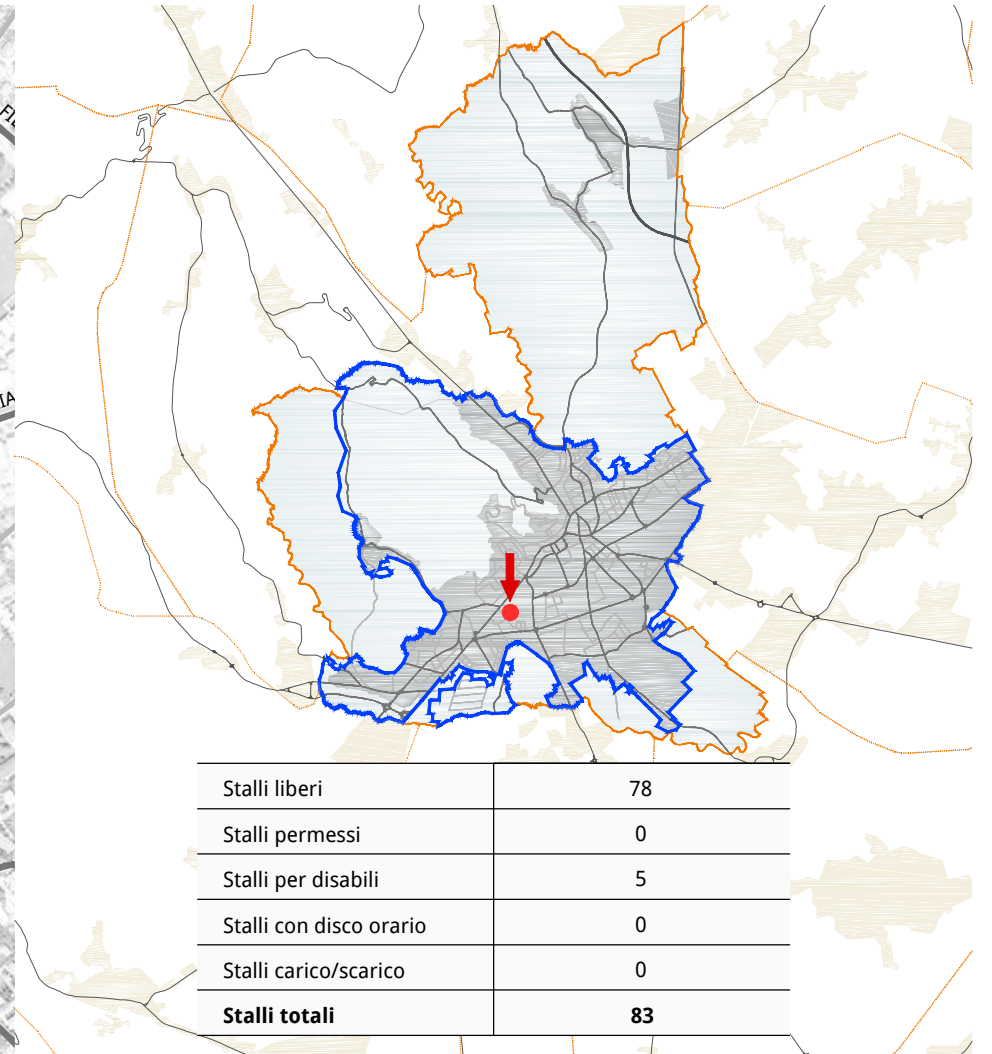 Stalli liberi 78
Stalli permessi 0
Stalli per disabili 5
Stalli con disco orario 0
Stalli carico/scarico 0
Stalli totali 83